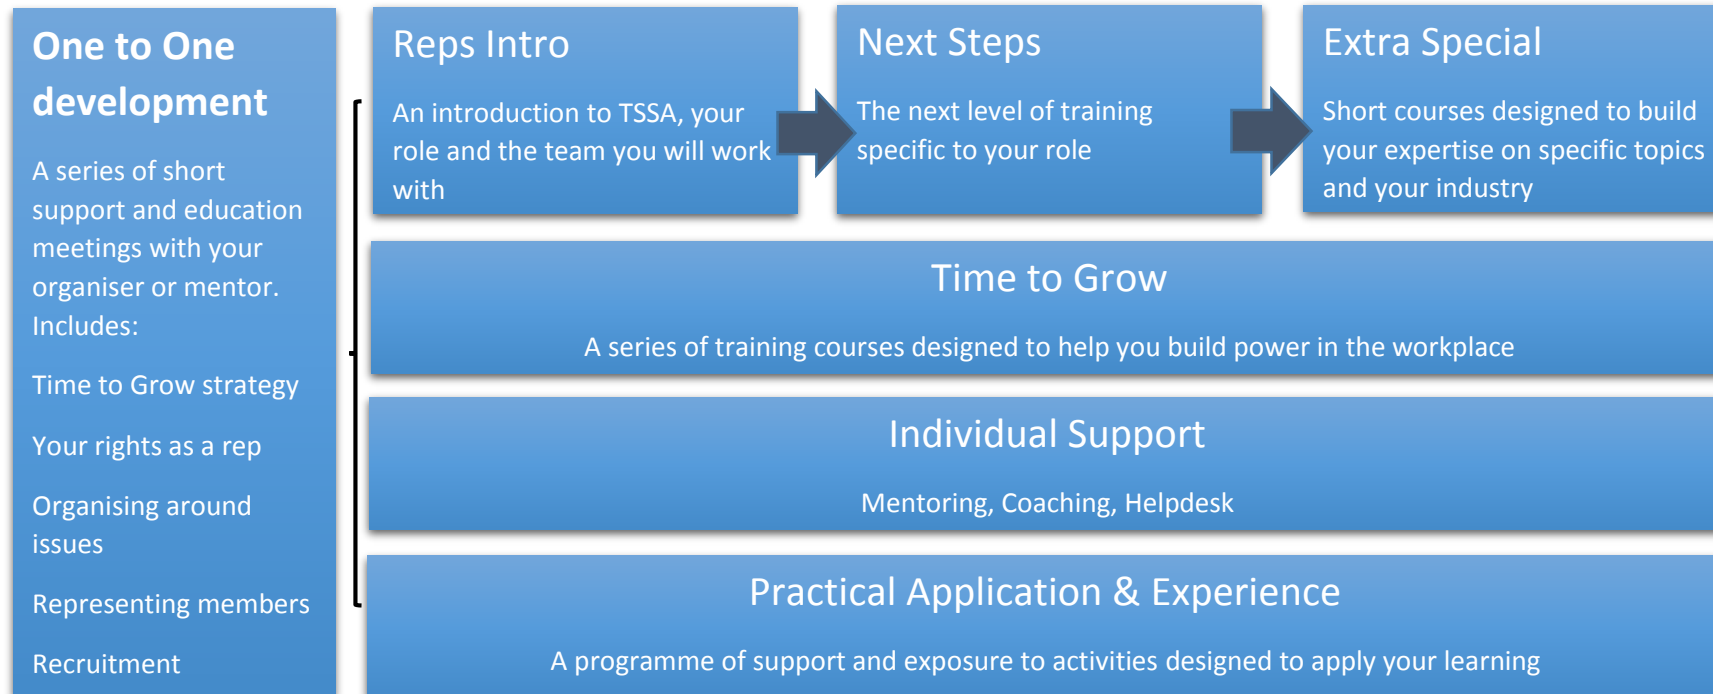 One to One
development
A series of short
support and education
meetings with your
organiser or mentor.
Includes:
Time to Grow strategy
Your rights as a rep
Organising around
issues
Representing members
Recruitment
Reps Intro
An introduction to TSSA, your
role and the team you will work
with
Next Steps
The next level of training
specific to your role
Extra Special
Short courses designed to build
your expertise on specific topics
and your industry
Time to Grow
A series of training courses designed to help you build power in the workplace
Individual Support
Mentoring, Coaching, Helpdesk
Practical Application & Experience
A programme of support and exposure to activities designed to apply your learning